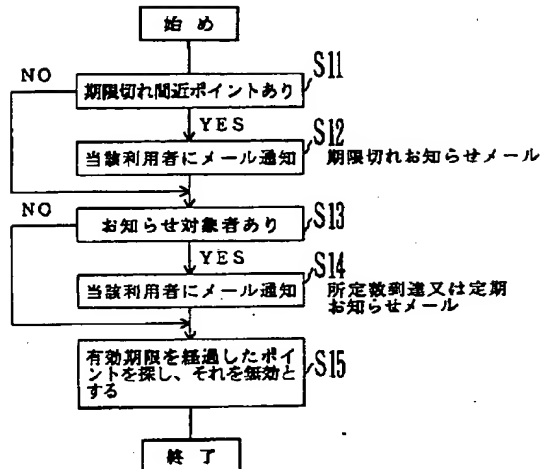 始め
NO
S11
期限切れ間近ポイントあり
YES
S12
当該利用者にメール通知
期限切れお知らせメール
NO
S13
お知らせ対象者あり
YES
S14
当該利用者にメール通知
所定数到達又は定期
お知らせメール
有効期限を経過したポイ
ントを探し、それを無効と
する
S15
終了